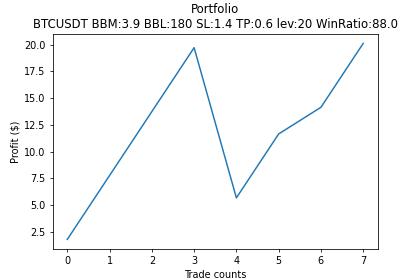 Portfolio
BTCUSDT BBM:3.9 BBL:180 SL:1.4 TP:0.6 lev:20 WinRatio:88.0
20.0
17.5
15.0
12.5
10.0
7.5
5.0
2.5
Profit ($)
0 1 2 3 4 5 6 7
Trade counts